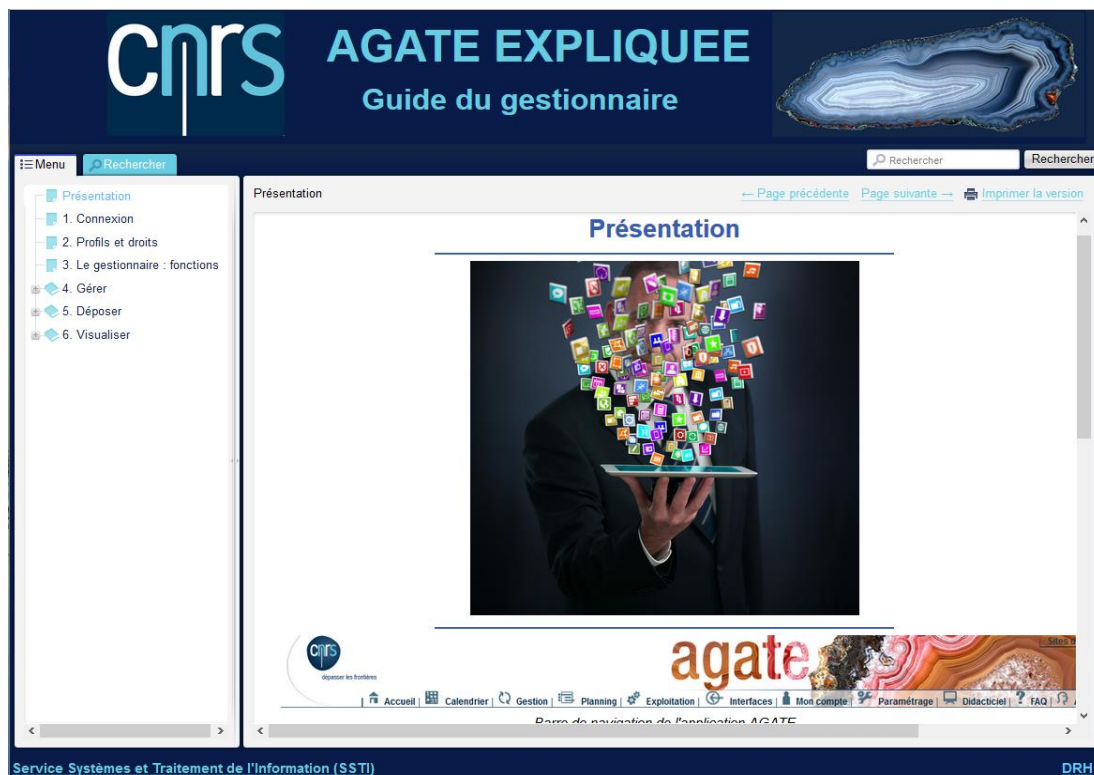 cnrs
AGATE EXPLIQUEE
Guide du gestionnaire
Menu
Rechercher
Rechercher
Rechercher
Présentation
1. Connexion
2. Profils et droits
3. Le gestionnaire : fonctions
4. Gérer
5. Déposer
6. Visualiser
Présentation
← Page précédente Page suivante → Imprimer la version
Présentation
cnrs
dépasser les frontières
agate
Sites
Accueil | Calendrier | Gestion | Planning | Exploitation | Interfaces | Mon compte | Paramétrage | Didacticiel | FAQ |
Barre de navigation de l'application AGATE
Service Systèmes et Traitement de l'Information (SSTI)
DRH